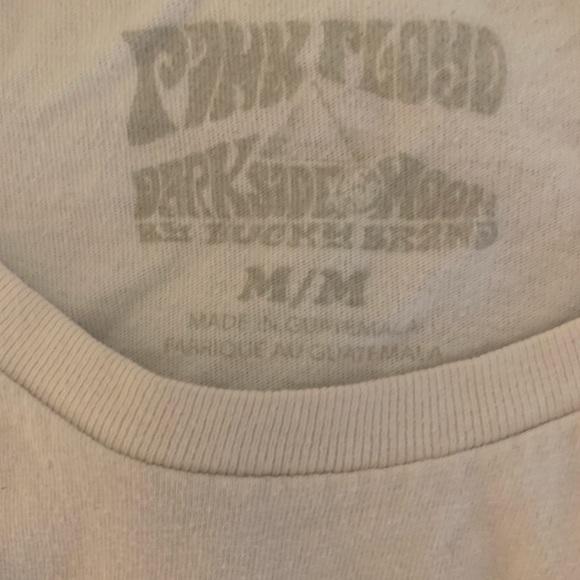 PINK FLOYD
DARK SIDE OF THE MOON
BY LUCKY BRAND
M/M
MADE IN GUATEMALA
FABRIQUE AU GUATEMALA